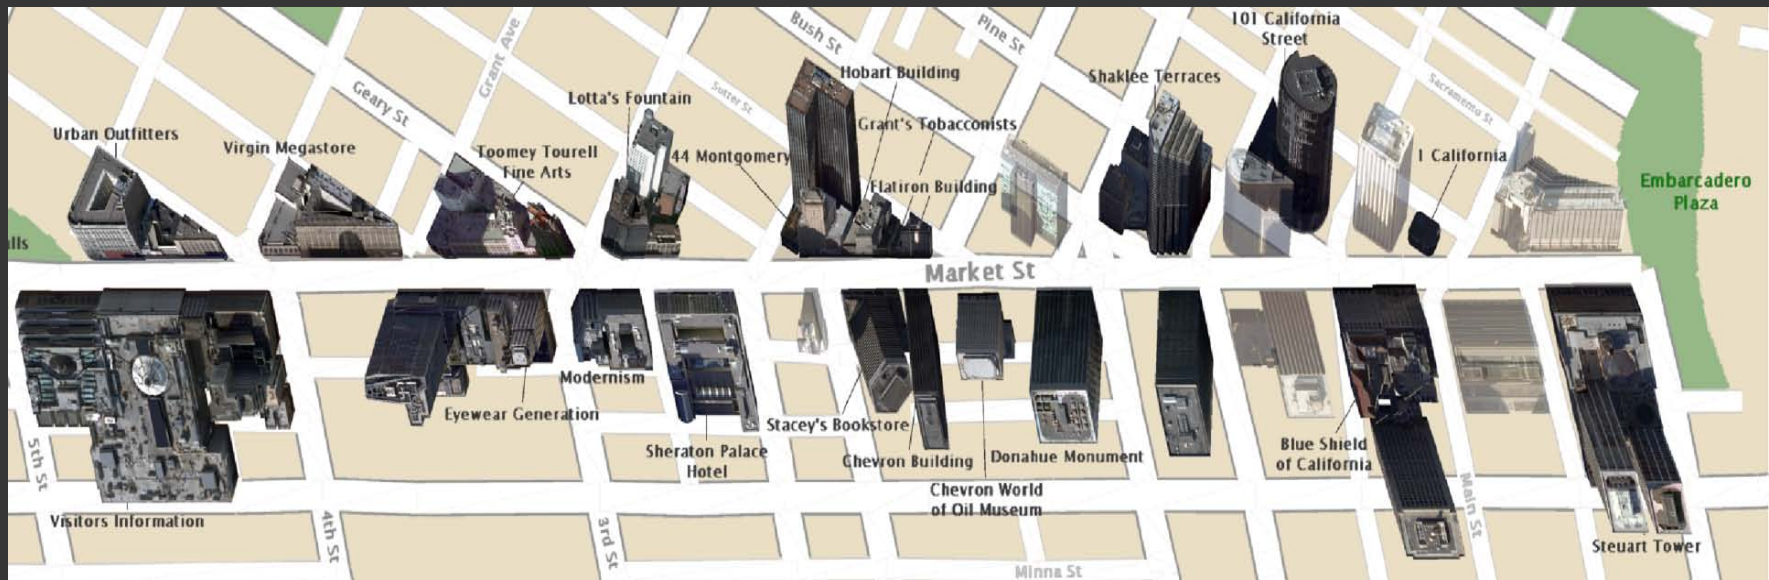 101 California
Street
Bush St
Pine St
Grant Ave
Hobart Building
Shaklee Terraces
Geary St
Lotta's Fountain
Sutter St
Sacramento St
Urban Outfitters
Grant's Tobacconists
Virgin Megastore
Toomey Tourell
Fine Arts
44 Montgomery
1 California
Flatiron Building
Embarcadero
Plaza
alls
Market St
Modernism
Eyewear Generation
Stacey's Bookstore
5th St
Sheraton Palace
Hotel
Chevron Building
Donahue Monument
Blue Shield
of California
Chevron World
of Oil Museum
Main St
Visitors Information
4th St
3rd St
Steuart Tower
Minna St